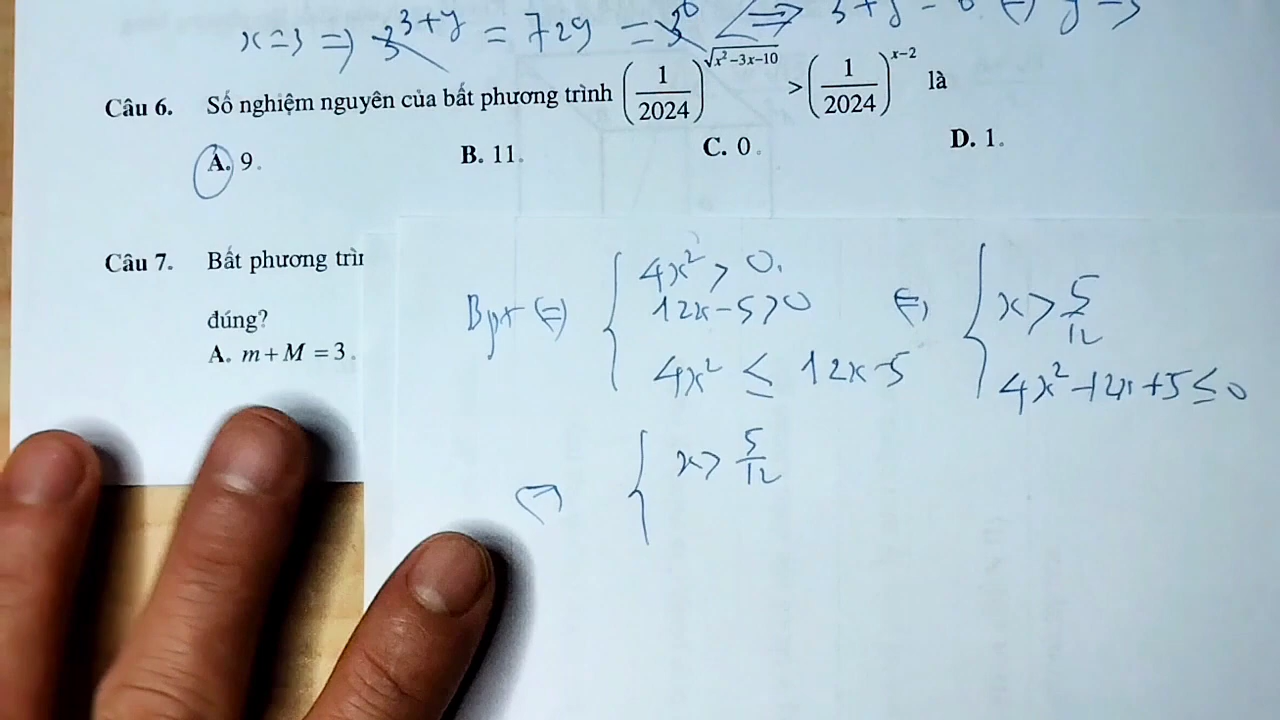 x = 3 ⇒ 3^{3+y} = 729 = 3^6 ⇔ 3 + y = 6 ⇔ y = 3
Câu 6. Số nghiệm nguyên của bất phương trình (1/2024)^{√(x²−3x−10)} > (1/2024)^{x−2} là
A. 9. B. 11. C. 0. D. 1.
Câu 7. Bất phương trìn
đúng?
A. m + M = 3.
Bpt ⇔ { 4x² > 0. ⇔ { x > 5/12
12x − 5 > 0
4x² ≤ 12x − 5 4x² − 12x + 5 ≤ 0
⇔ { x > 5/12